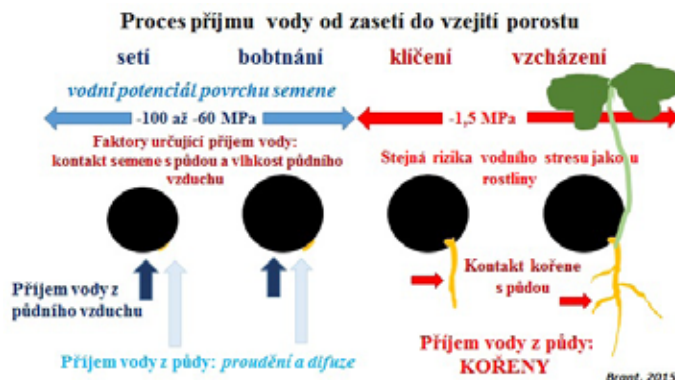 Proces příjmu vody od zasetí do vzejití porostu
setí bobtnání klíčení vzcházení
vodní potenciál povrchu semene
-100 až -60 MPa -1,5 MPa
Faktory určující příjem vody:
kontakt semene s půdou a vlhkost půdního
vzduchu
Stejná rizika vodního stresu jako u
rostliny
Příjem vody z
půdního vzduchu
Kontakt kořene
s půdou
Příjem vody z půdy: proudění a difuze
Příjem vody z půdy:
KOŘENY
Brant, 2015